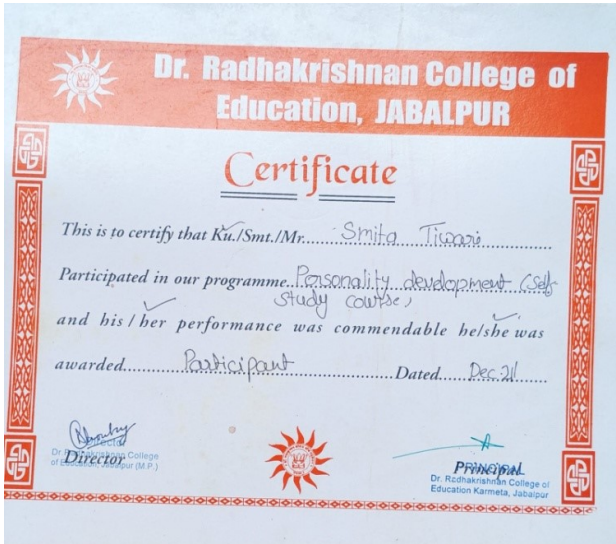 Dr. Radhakrishnan College of
Education, JABALPUR
Certificate
This is to certify that Ku./Smt./Mr. Smita Tiwari
Participated in our programme. Personality development (Self
study course)
and his / her performance was commendable he/she was
awarded Participant Dated Dec. 21
Director
Dr Radhakrishnan College
of Education, Jabalpur (M.P.)
Principal
Dr. Radhakrishnan College of
Education Karmeta, Jabalpur